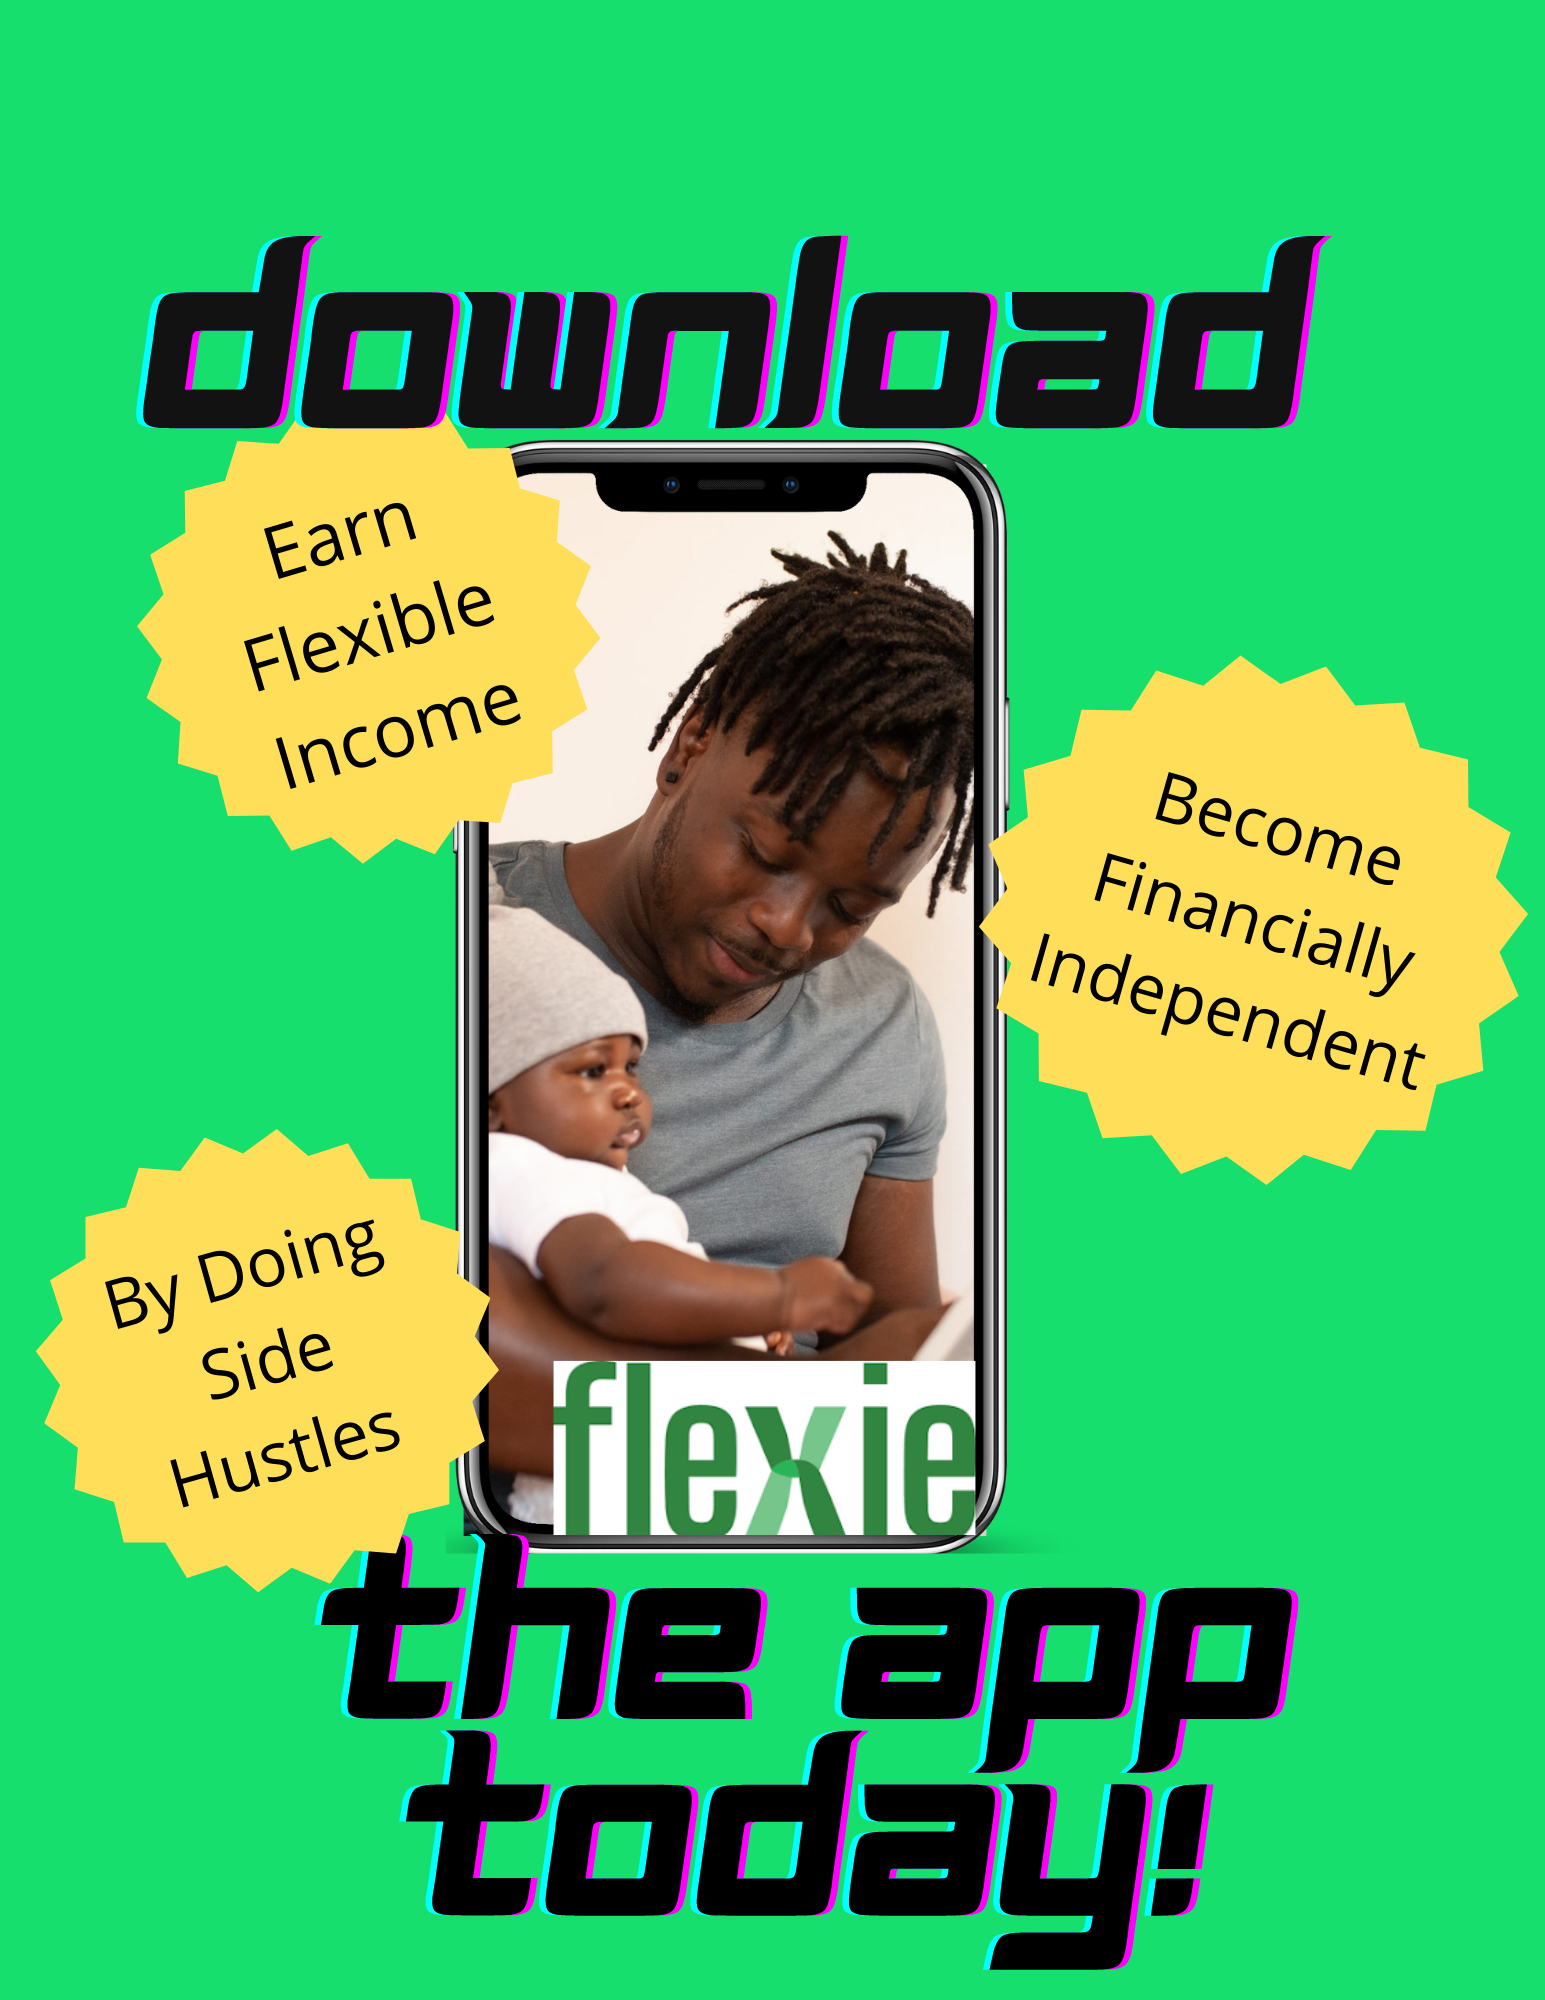 download
Earn
Flexible
Income
Become
Financially
Independent
By Doing
Side
Hustles
flexie
the app
today!